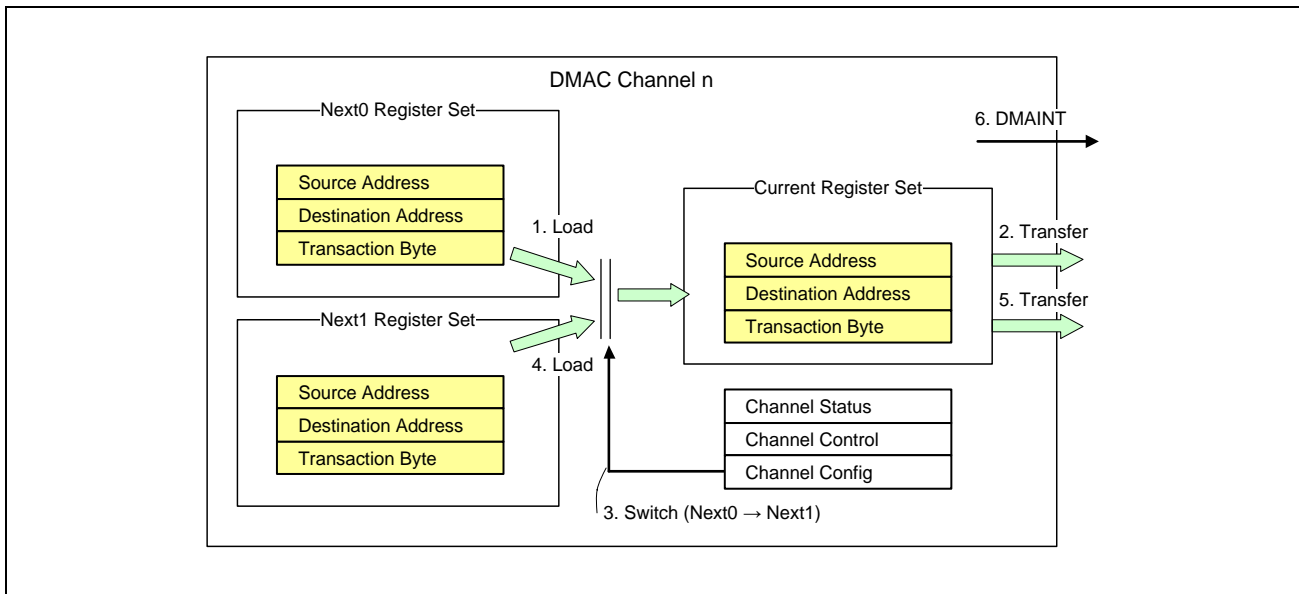 DMAC Channel n
Next0 Register Set
Source Address
Destination Address
Transaction Byte
1. Load
Next1 Register Set
4. Load
Source Address
Destination Address
Transaction Byte
6. DMAINT
Current Register Set
2. Transfer
Source Address
Destination Address
5. Transfer
Transaction Byte
Channel Status
Channel Control
Channel Config
3. Switch (Next0 → Next1)